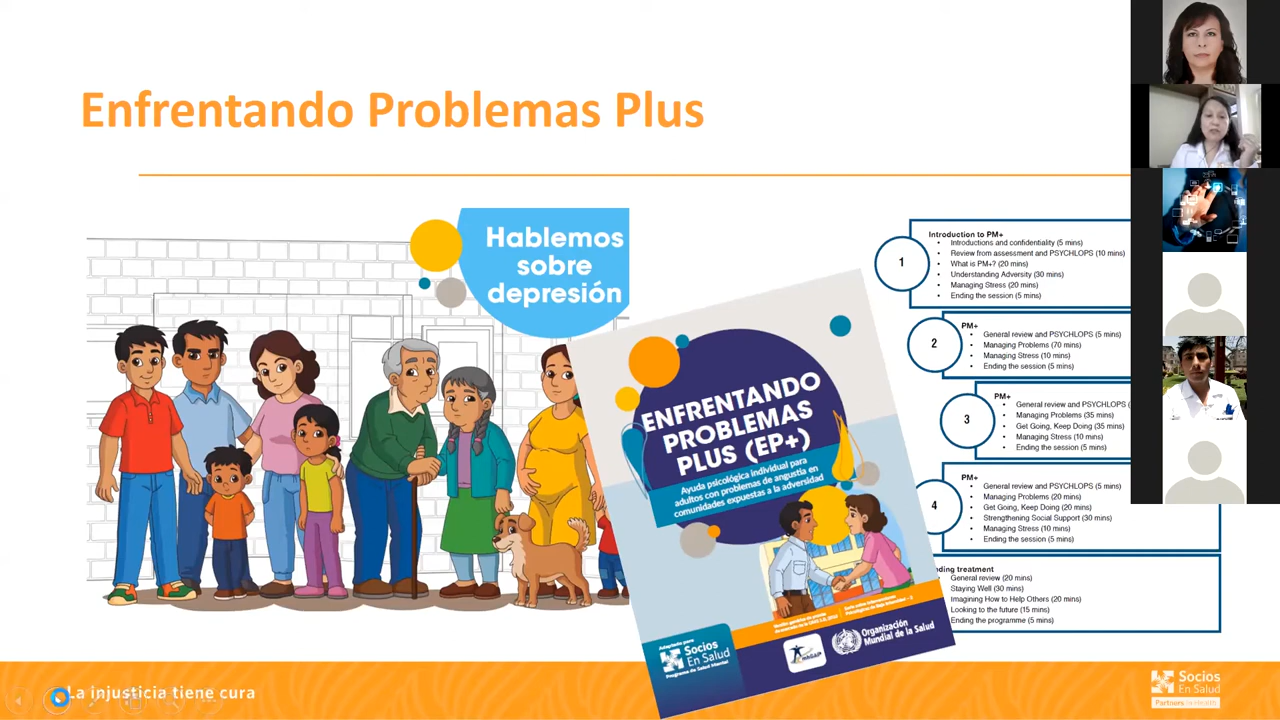 Enfrentando Problemas Plus
Hablemos
sobre
depresión
ENFRENTANDO
PROBLEMAS
PLUS (EP+)
Ayuda psicológica individual para
adultos con problemas de angustia en
comunidades expuestas a la adversidad
Adaptado para
Socios
En Salud
Programa de Salud Mental
mhGAP
Organización
Mundial de la Salud
1
Introduction to PM+
• Introductions and confidentiality (5 mins)
• Review from assessment and PSYCHLOPS (10 mins)
• What is PM+? (20 mins)
• Understanding Adversity (30 mins)
• Managing Stress (20 mins)
• Ending the session (5 mins)
2
PM+
• General review and PSYCHLOPS (5 mins)
• Managing Problems (70 mins)
• Managing Stress (10 mins)
• Ending the session (5 mins)
3
PM+
• General review and PSYCHLOPS (
• Managing Problems (35 mins)
• Get Going, Keep Doing (35 mins)
• Managing Stress (10 mins)
• Ending the session (5 mins)
4
PM+
• General review and PSYCHLOPS (5 mins)
• Managing Problems (20 mins)
• Get Going, Keep Doing (20 mins)
• Strengthening Social Support (30 mins)
• Managing Stress (10 mins)
• Ending the session (5 mins)
nding treatment
• General review (20 mins)
• Staying Well (30 mins)
Imagining How to Help Others (20 mins)
Looking to the future (15 mins)
Ending the programme (5 mins)
La injusticia tiene cura
Socios
En Salud
Partners In Health